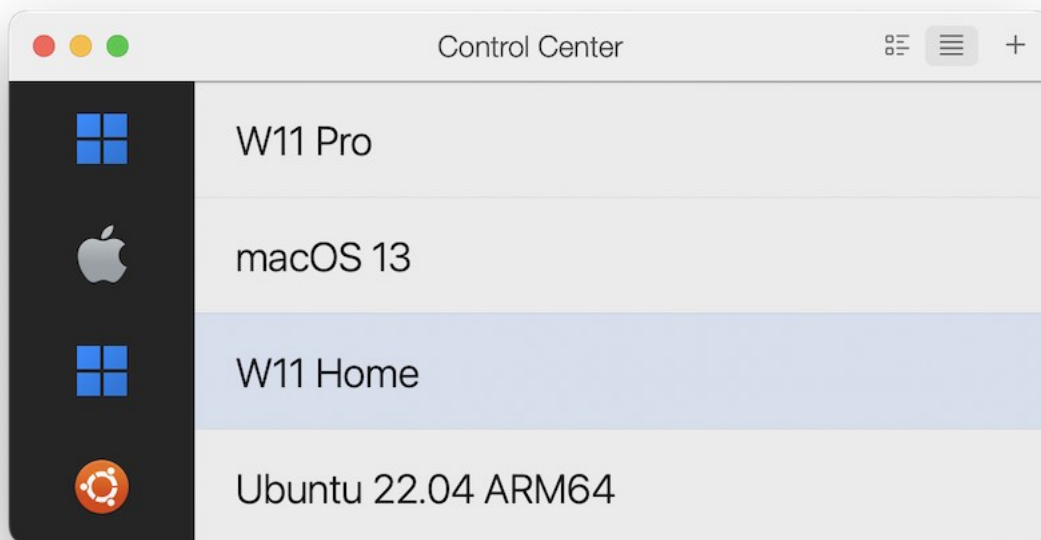 Control Center
W11 Pro
macOS 13
W11 Home
Ubuntu 22.04 ARM64